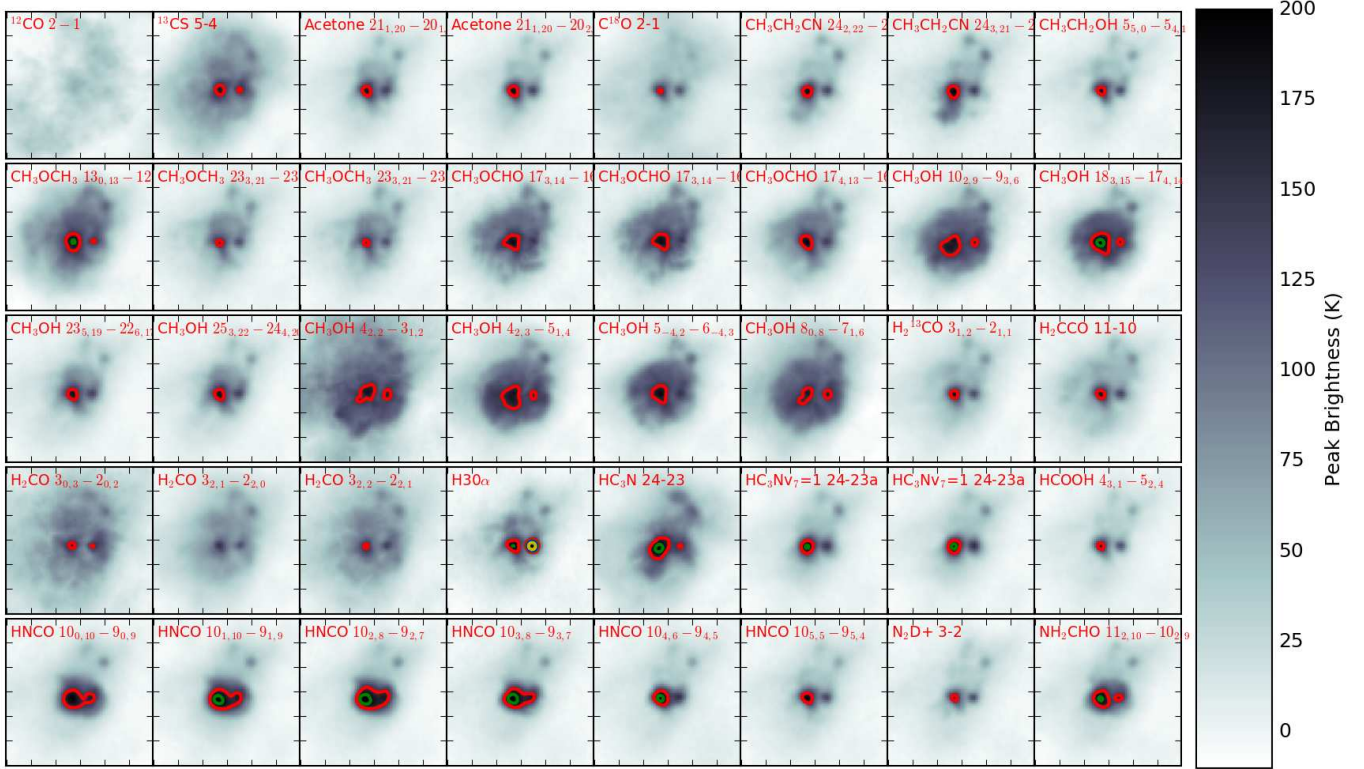 ¹²CO 2 − 1
¹³CS 5-4
Acetone 21₁,₂₀ − 20₁,
Acetone 21₁,₂₀ − 20₂,
C¹⁸O 2-1
CH₃CH₂CN 24₂,₂₂ − 2
CH₃CH₂CN 24₃,₂₁ − 2
CH₃CH₂OH 5₅,₀ − 5₄,₁
CH₃OCH₃ 13₀,₁₃ − 12
CH₃OCH₃ 23₃,₂₁ − 23
CH₃OCH₃ 23₃,₂₁ − 23
CH₃OCHO 17₃,₁₄ − 16
CH₃OCHO 17₃,₁₄ − 16
CH₃OCHO 17₄,₁₃ − 16
CH₃OH 10₂,₉ − 9₃,₆
CH₃OH 18₃,₁₅ − 17₄,₁₄
CH₃OH 23₅,₁₉ − 22₆,₁₇
CH₃OH 25₃,₂₂ − 24₄,₂₀
CH₃OH 4₂,₂ − 3₁,₂
CH₃OH 4₂,₃ − 5₁,₄
CH₃OH 5₋₄,₂ − 6₋₄,₃
CH₃OH 8₀,₈ − 7₁,₆
H₂¹³CO 3₁,₂ − 2₁,₁
H₂CCO 11-10
H₂CO 3₀,₃ − 2₀,₂
H₂CO 3₂,₁ − 2₂,₀
H₂CO 3₂,₂ − 2₂,₁
H30α
HC₃N 24-23
HC₃Nv₇=1 24-23a
HC₃Nv₇=1 24-23a
HCOOH 4₃,₁ − 5₂,₄
HNCO 10₀,₁₀ − 9₀,₉
HNCO 10₁,₁₀ − 9₁,₉
HNCO 10₂,₈ − 9₂,₇
HNCO 10₃,₈ − 9₃,₇
HNCO 10₄,₆ − 9₄,₅
HNCO 10₅,₅ − 9₅,₄
N₂D+ 3-2
NH₂CHO 11₂,₁₀ − 10₂,₉
200
175
150
125
100
75
50
25
0
Peak Brightness (K)